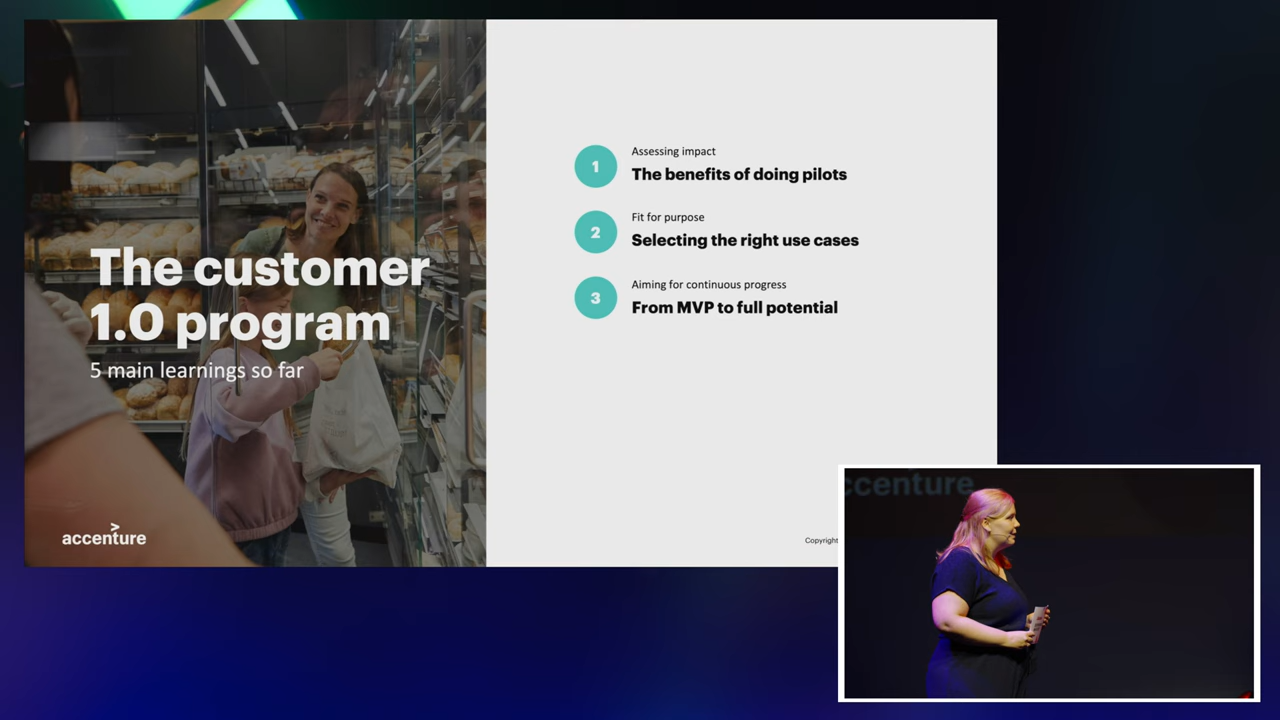 The customer
1.0 program
5 main learnings so far
accenture
1
Assessing impact
The benefits of doing pilots
2
Fit for purpose
Selecting the right use cases
3
Aiming for continuous progress
From MVP to full potential
Copyright
ccenture